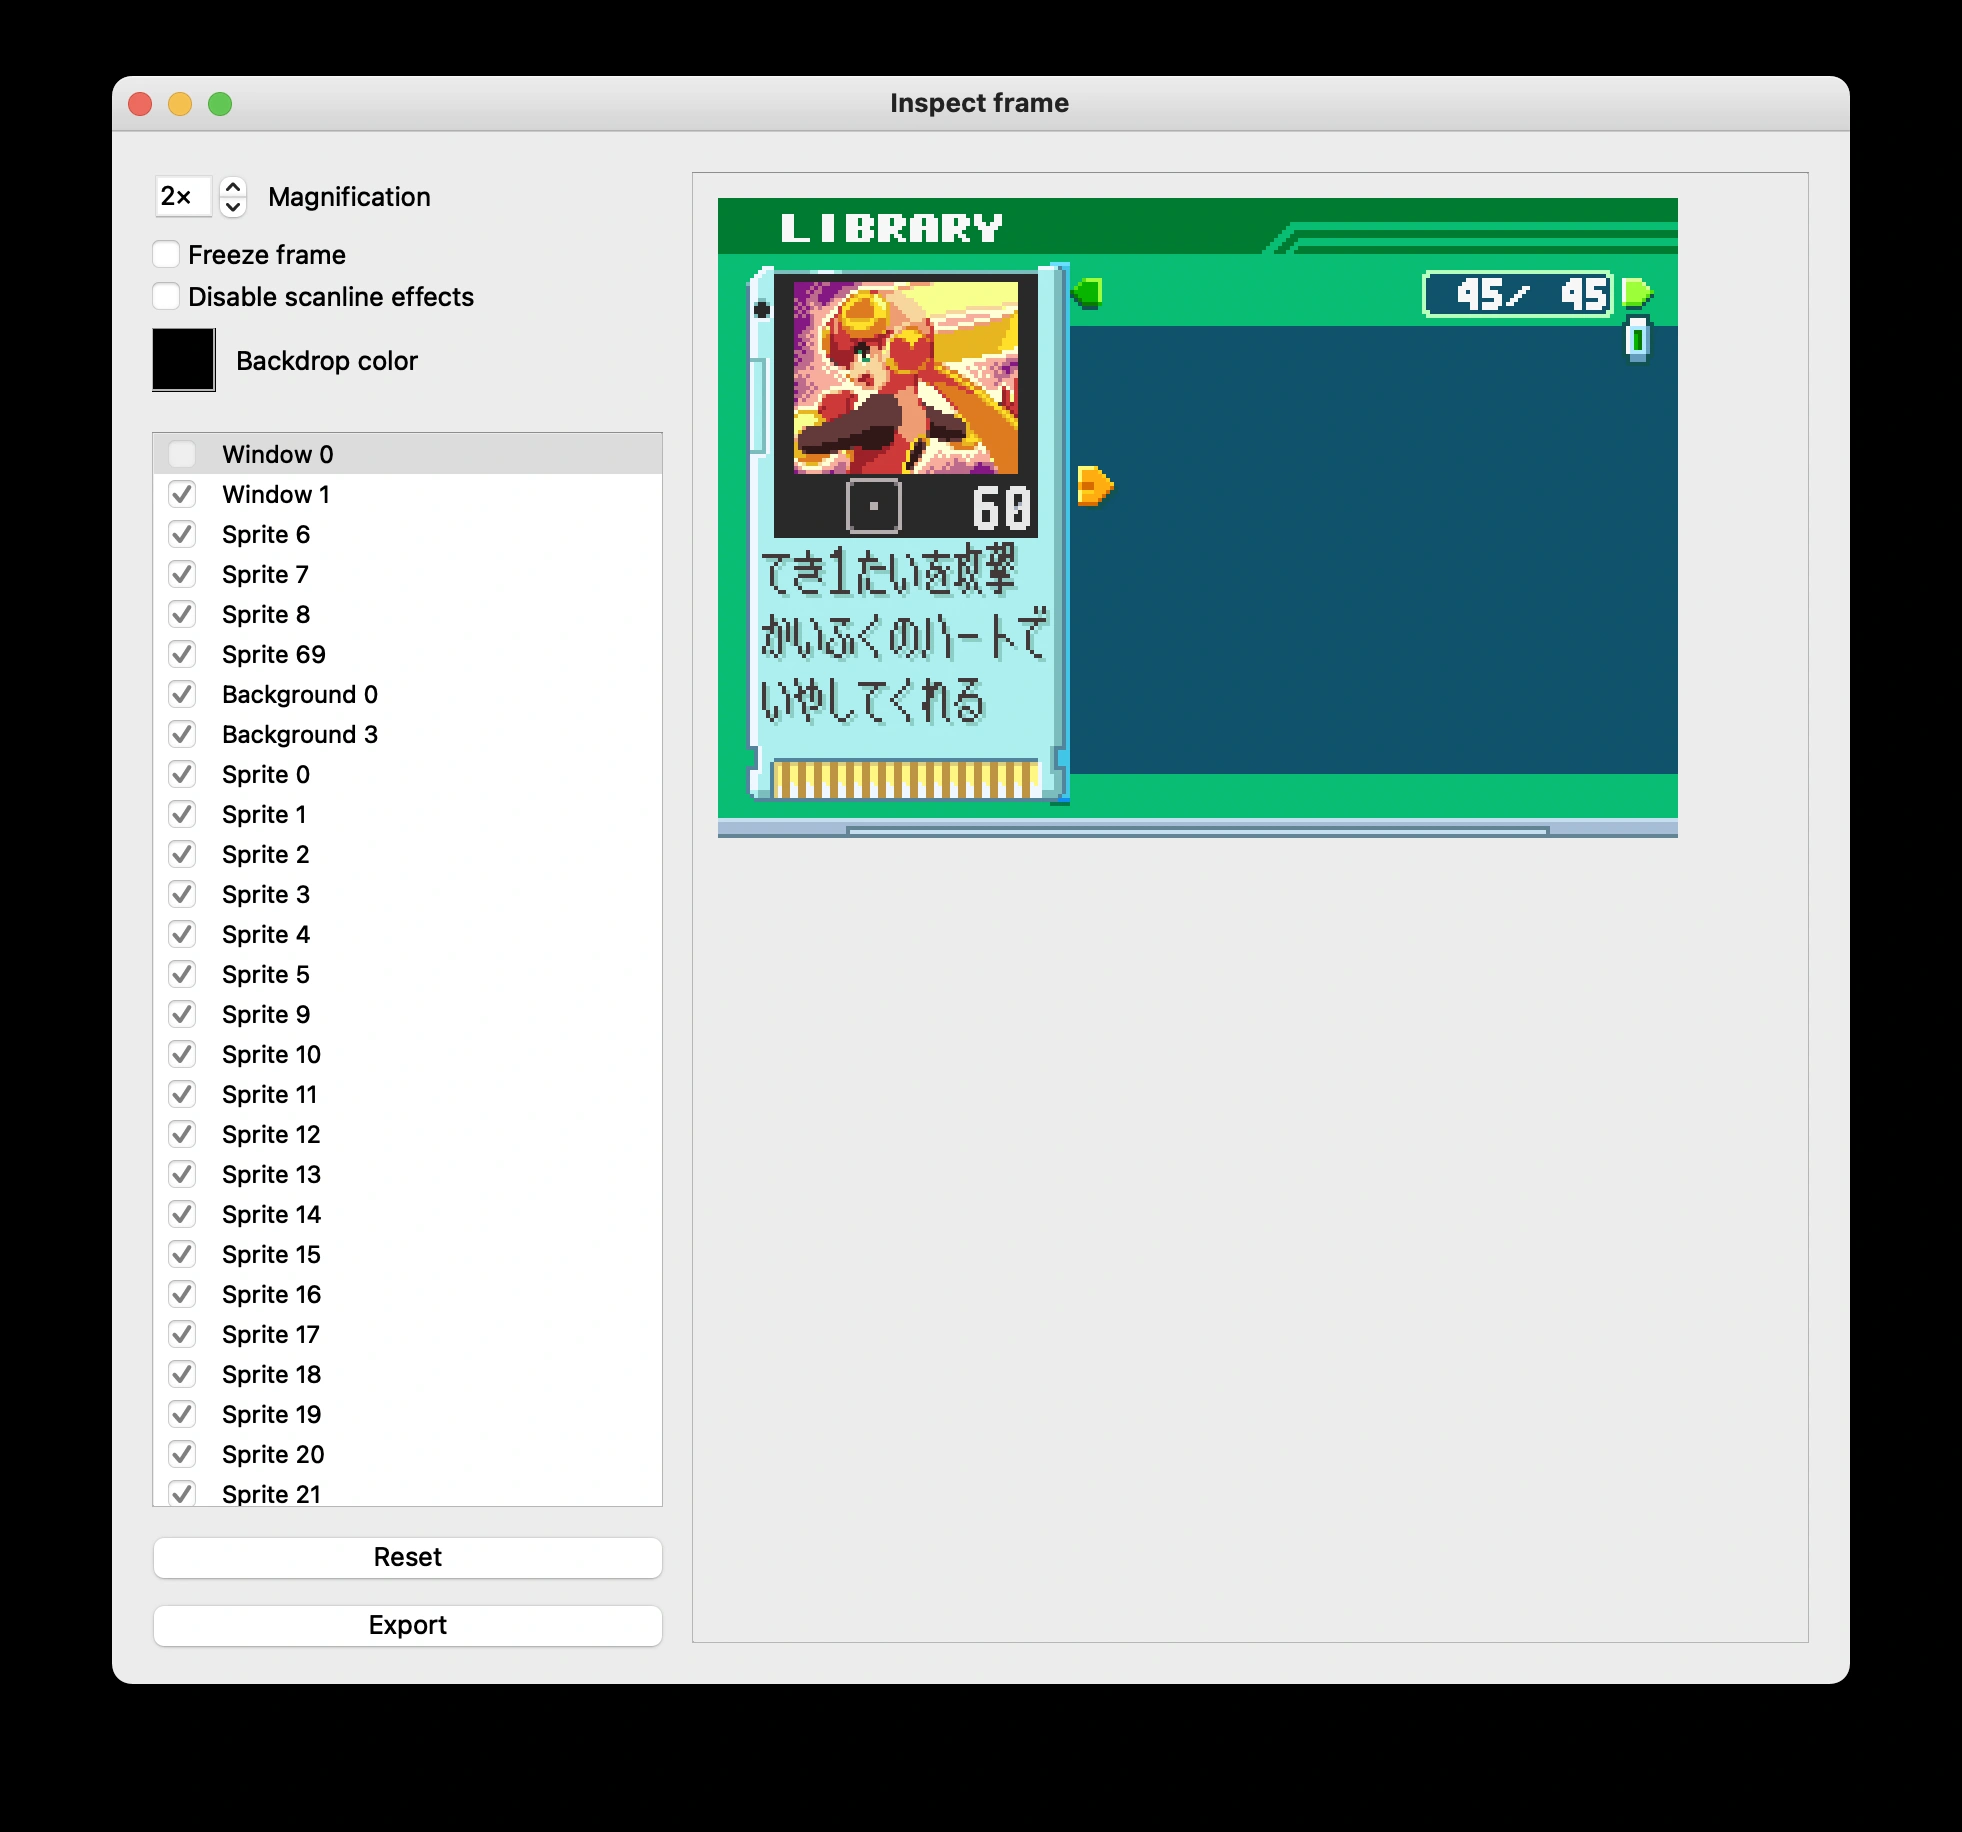 Inspect frame
2× Magnification
Freeze frame
Disable scanline effects
Backdrop color
Window 0
Window 1
Sprite 6
Sprite 7
Sprite 8
Sprite 69
Background 0
Background 3
Sprite 0
Sprite 1
Sprite 2
Sprite 3
Sprite 4
Sprite 5
Sprite 9
Sprite 10
Sprite 11
Sprite 12
Sprite 13
Sprite 14
Sprite 15
Sprite 16
Sprite 17
Sprite 18
Sprite 19
Sprite 20
Sprite 21
Reset
Export
LIBRARY
45/ 45
60
てき1たいを攻撃
かいふくのハートで
いやしてくれる